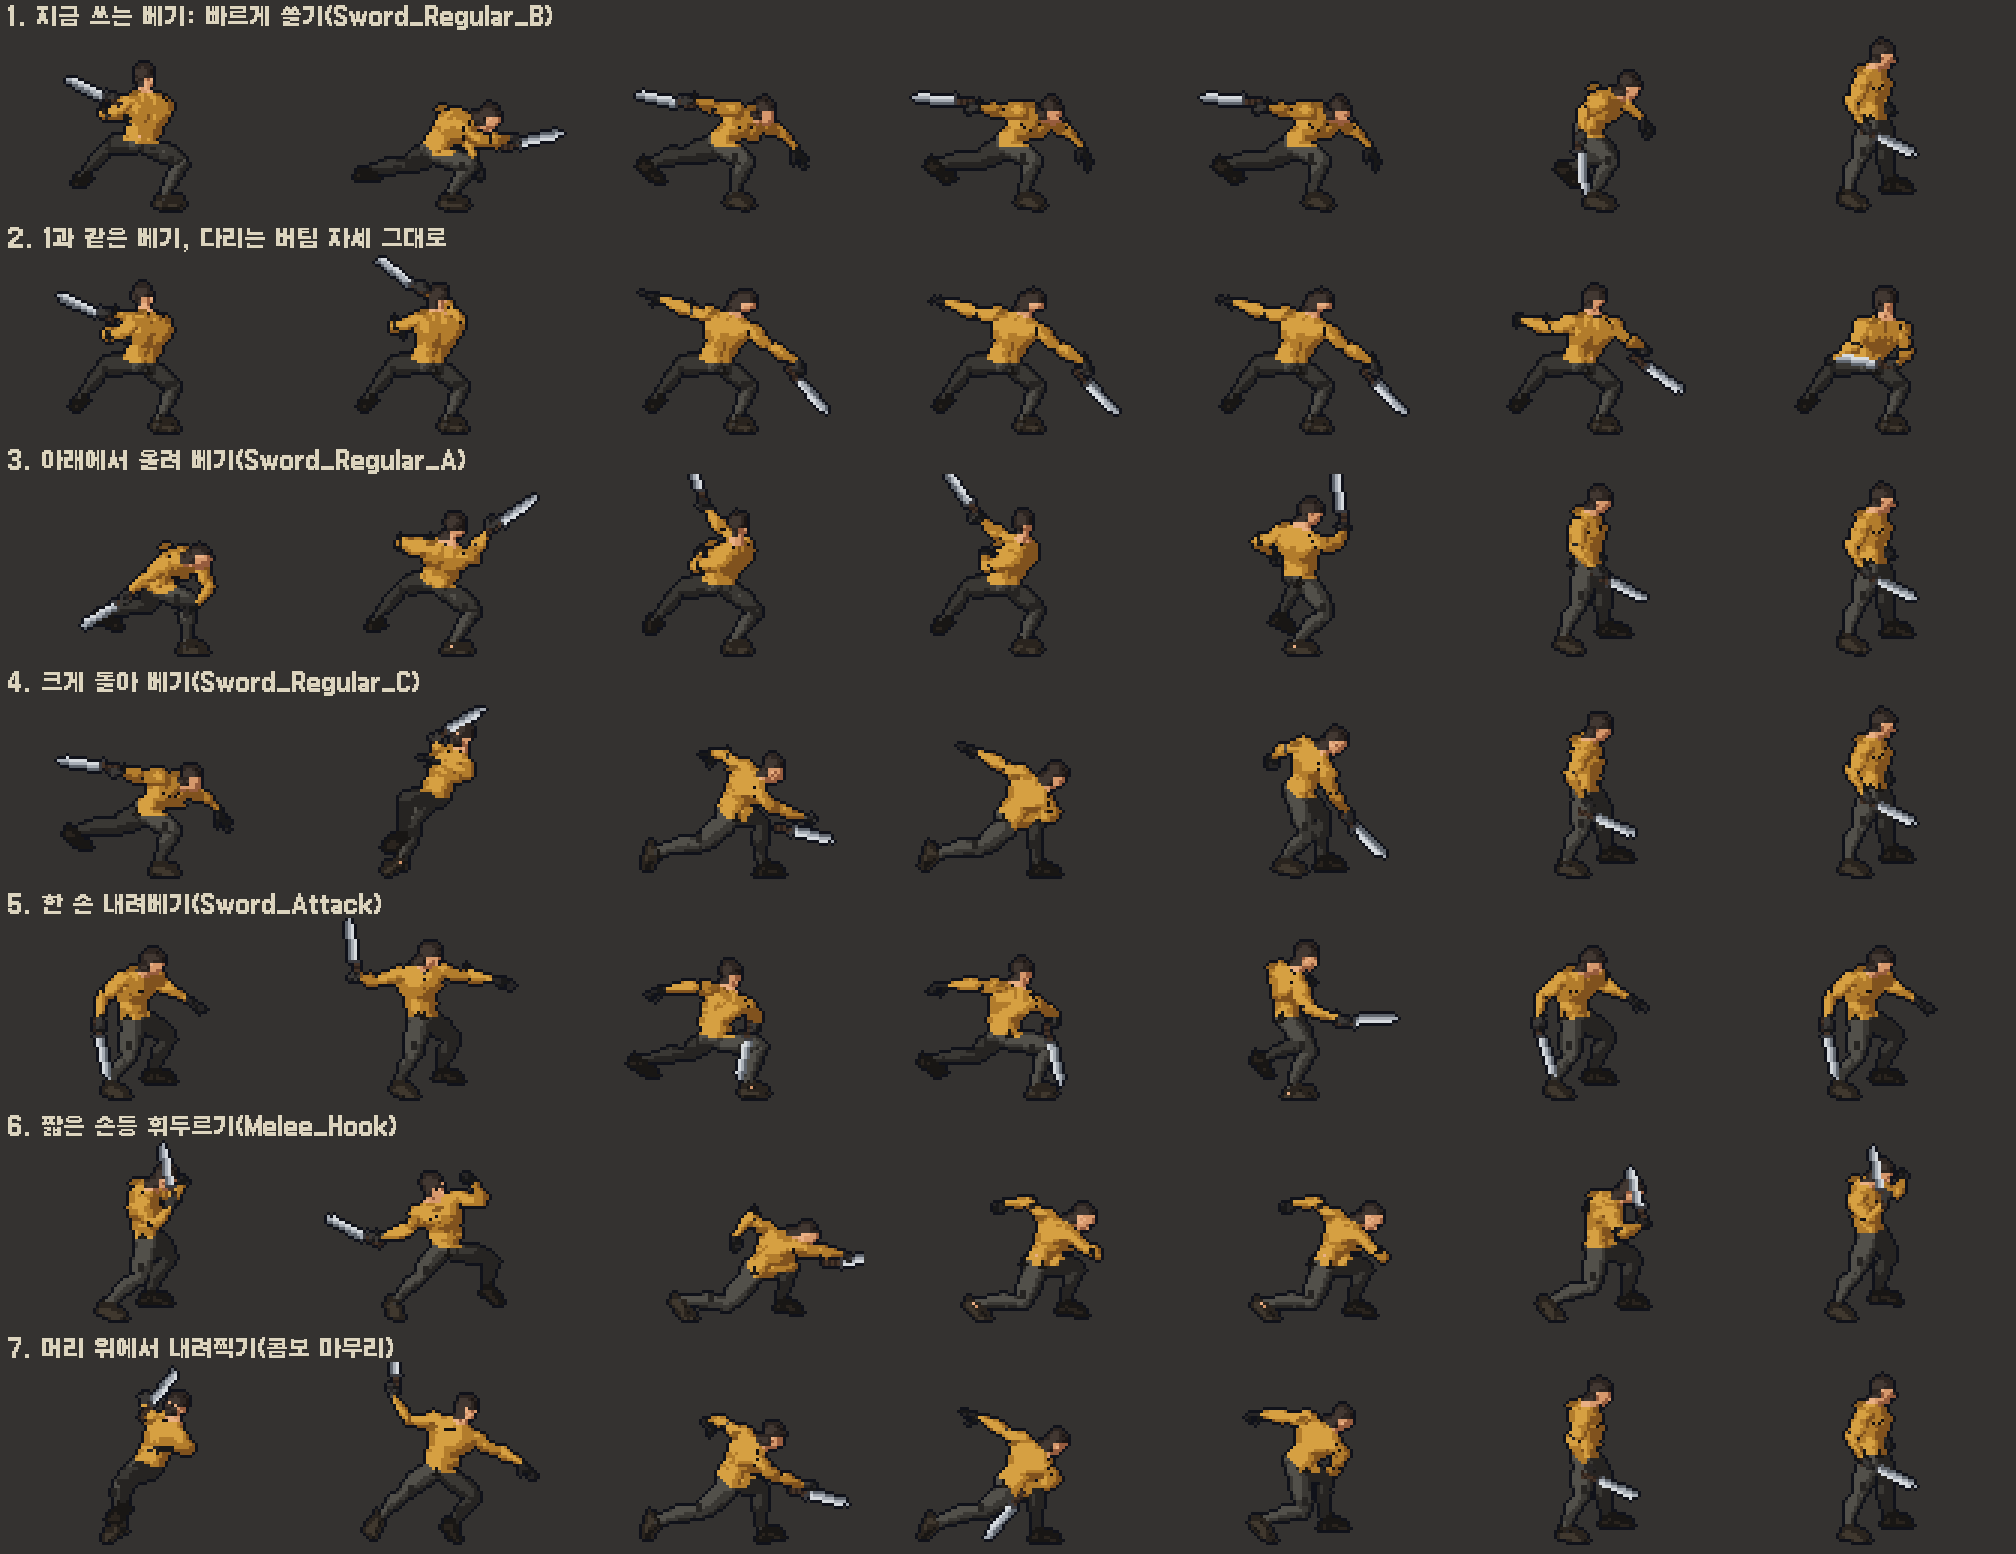 1. 지금 쓰는 베기: 빠르게 쓸기(Sword_Regular_B)
2. 1과 같은 베기, 다리는 버팀 자세 그대로
3. 아래에서 올려 베기(Sword_Regular_A)
4. 크게 돌아 베기(Sword_Regular_C)
5. 한 손 내려베기(Sword_Attack)
6. 짧은 손등 휘두르기(Melee_Hook)
7. 머리 위에서 내려찍기(콤보 마무리)